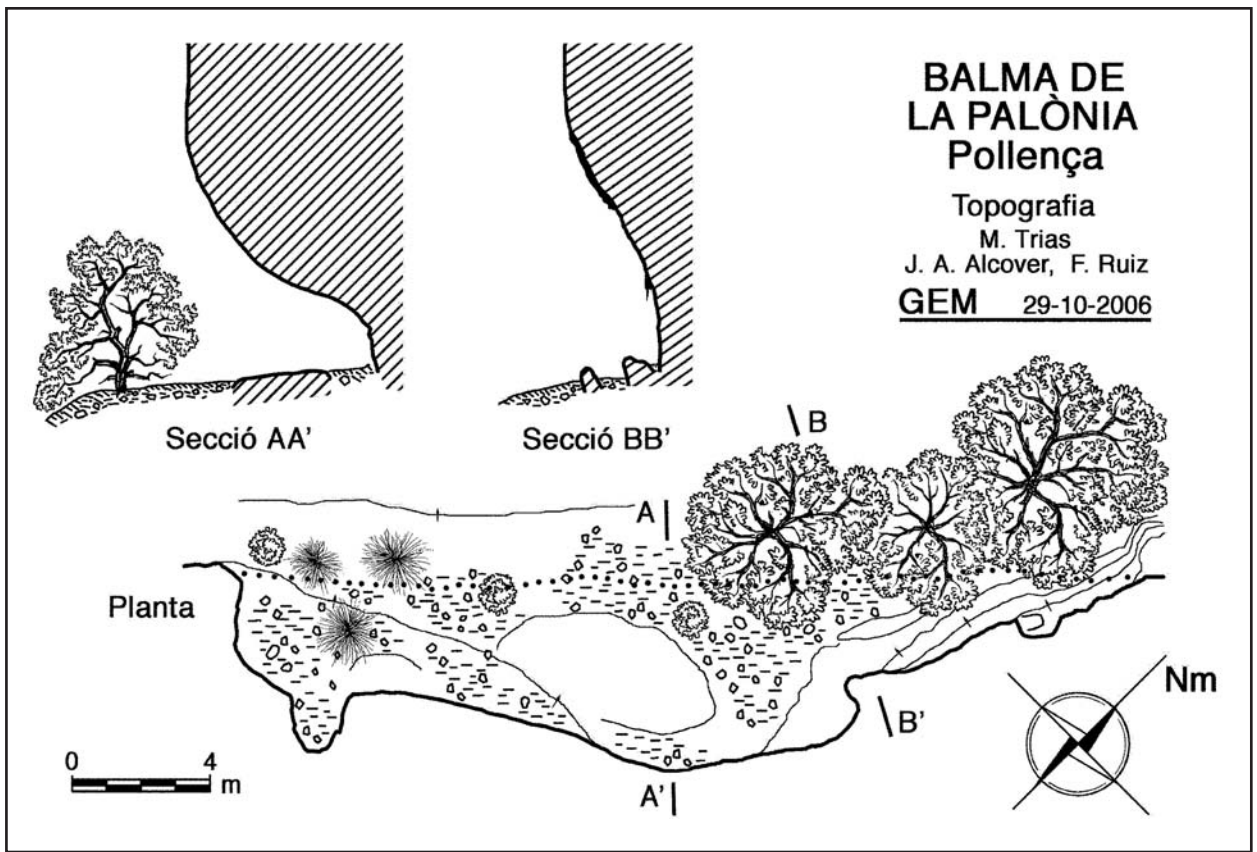 BALMA DE
LA PALÒNIA
Pollença
Topografia
M. Trias
J. A. Alcover, F. Ruiz
GEM 29-10-2006
Secció AA'
Secció BB'
B
A
Planta
Nm
B'
0 4
m
A'